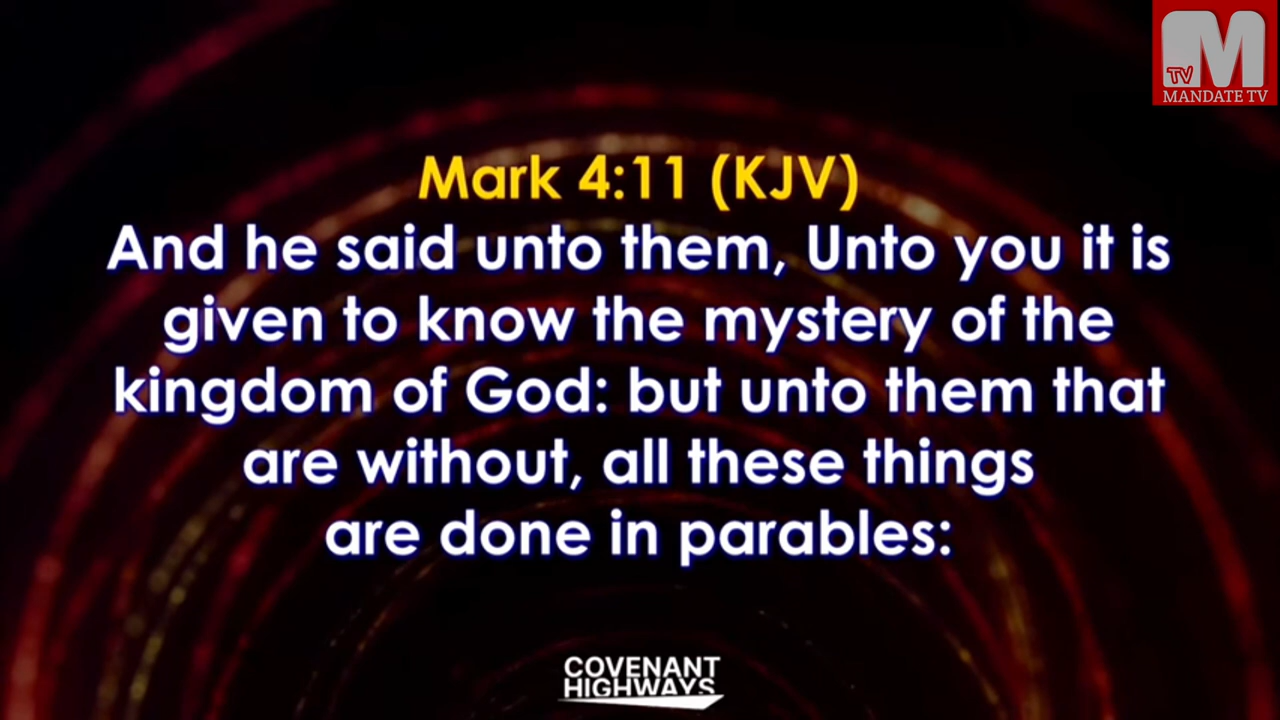 TV M
MANDATE TV
Mark 4:11 (KJV)
And he said unto them, Unto you it is
given to know the mystery of the
kingdom of God: but unto them that
are without, all these things
are done in parables:
COVENANT
HIGHWAYS